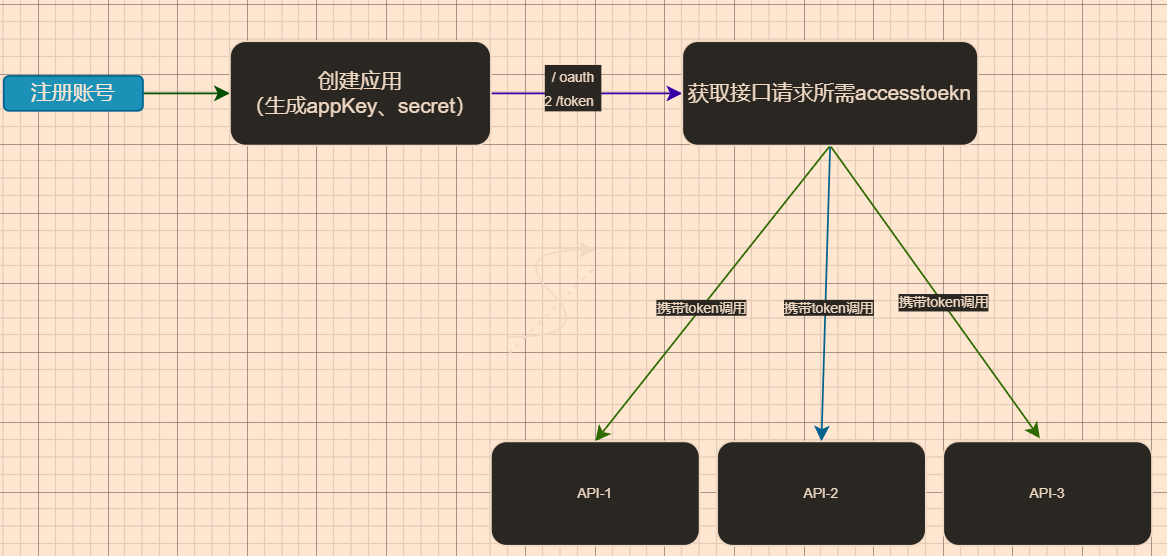 注册账号
创建应用
（生成appKey、secret）
/ oauth
2 /token
获取接口请求所需accesstoekn
携带token调用
携带token调用
携带token调用
API-1
API-2
API-3